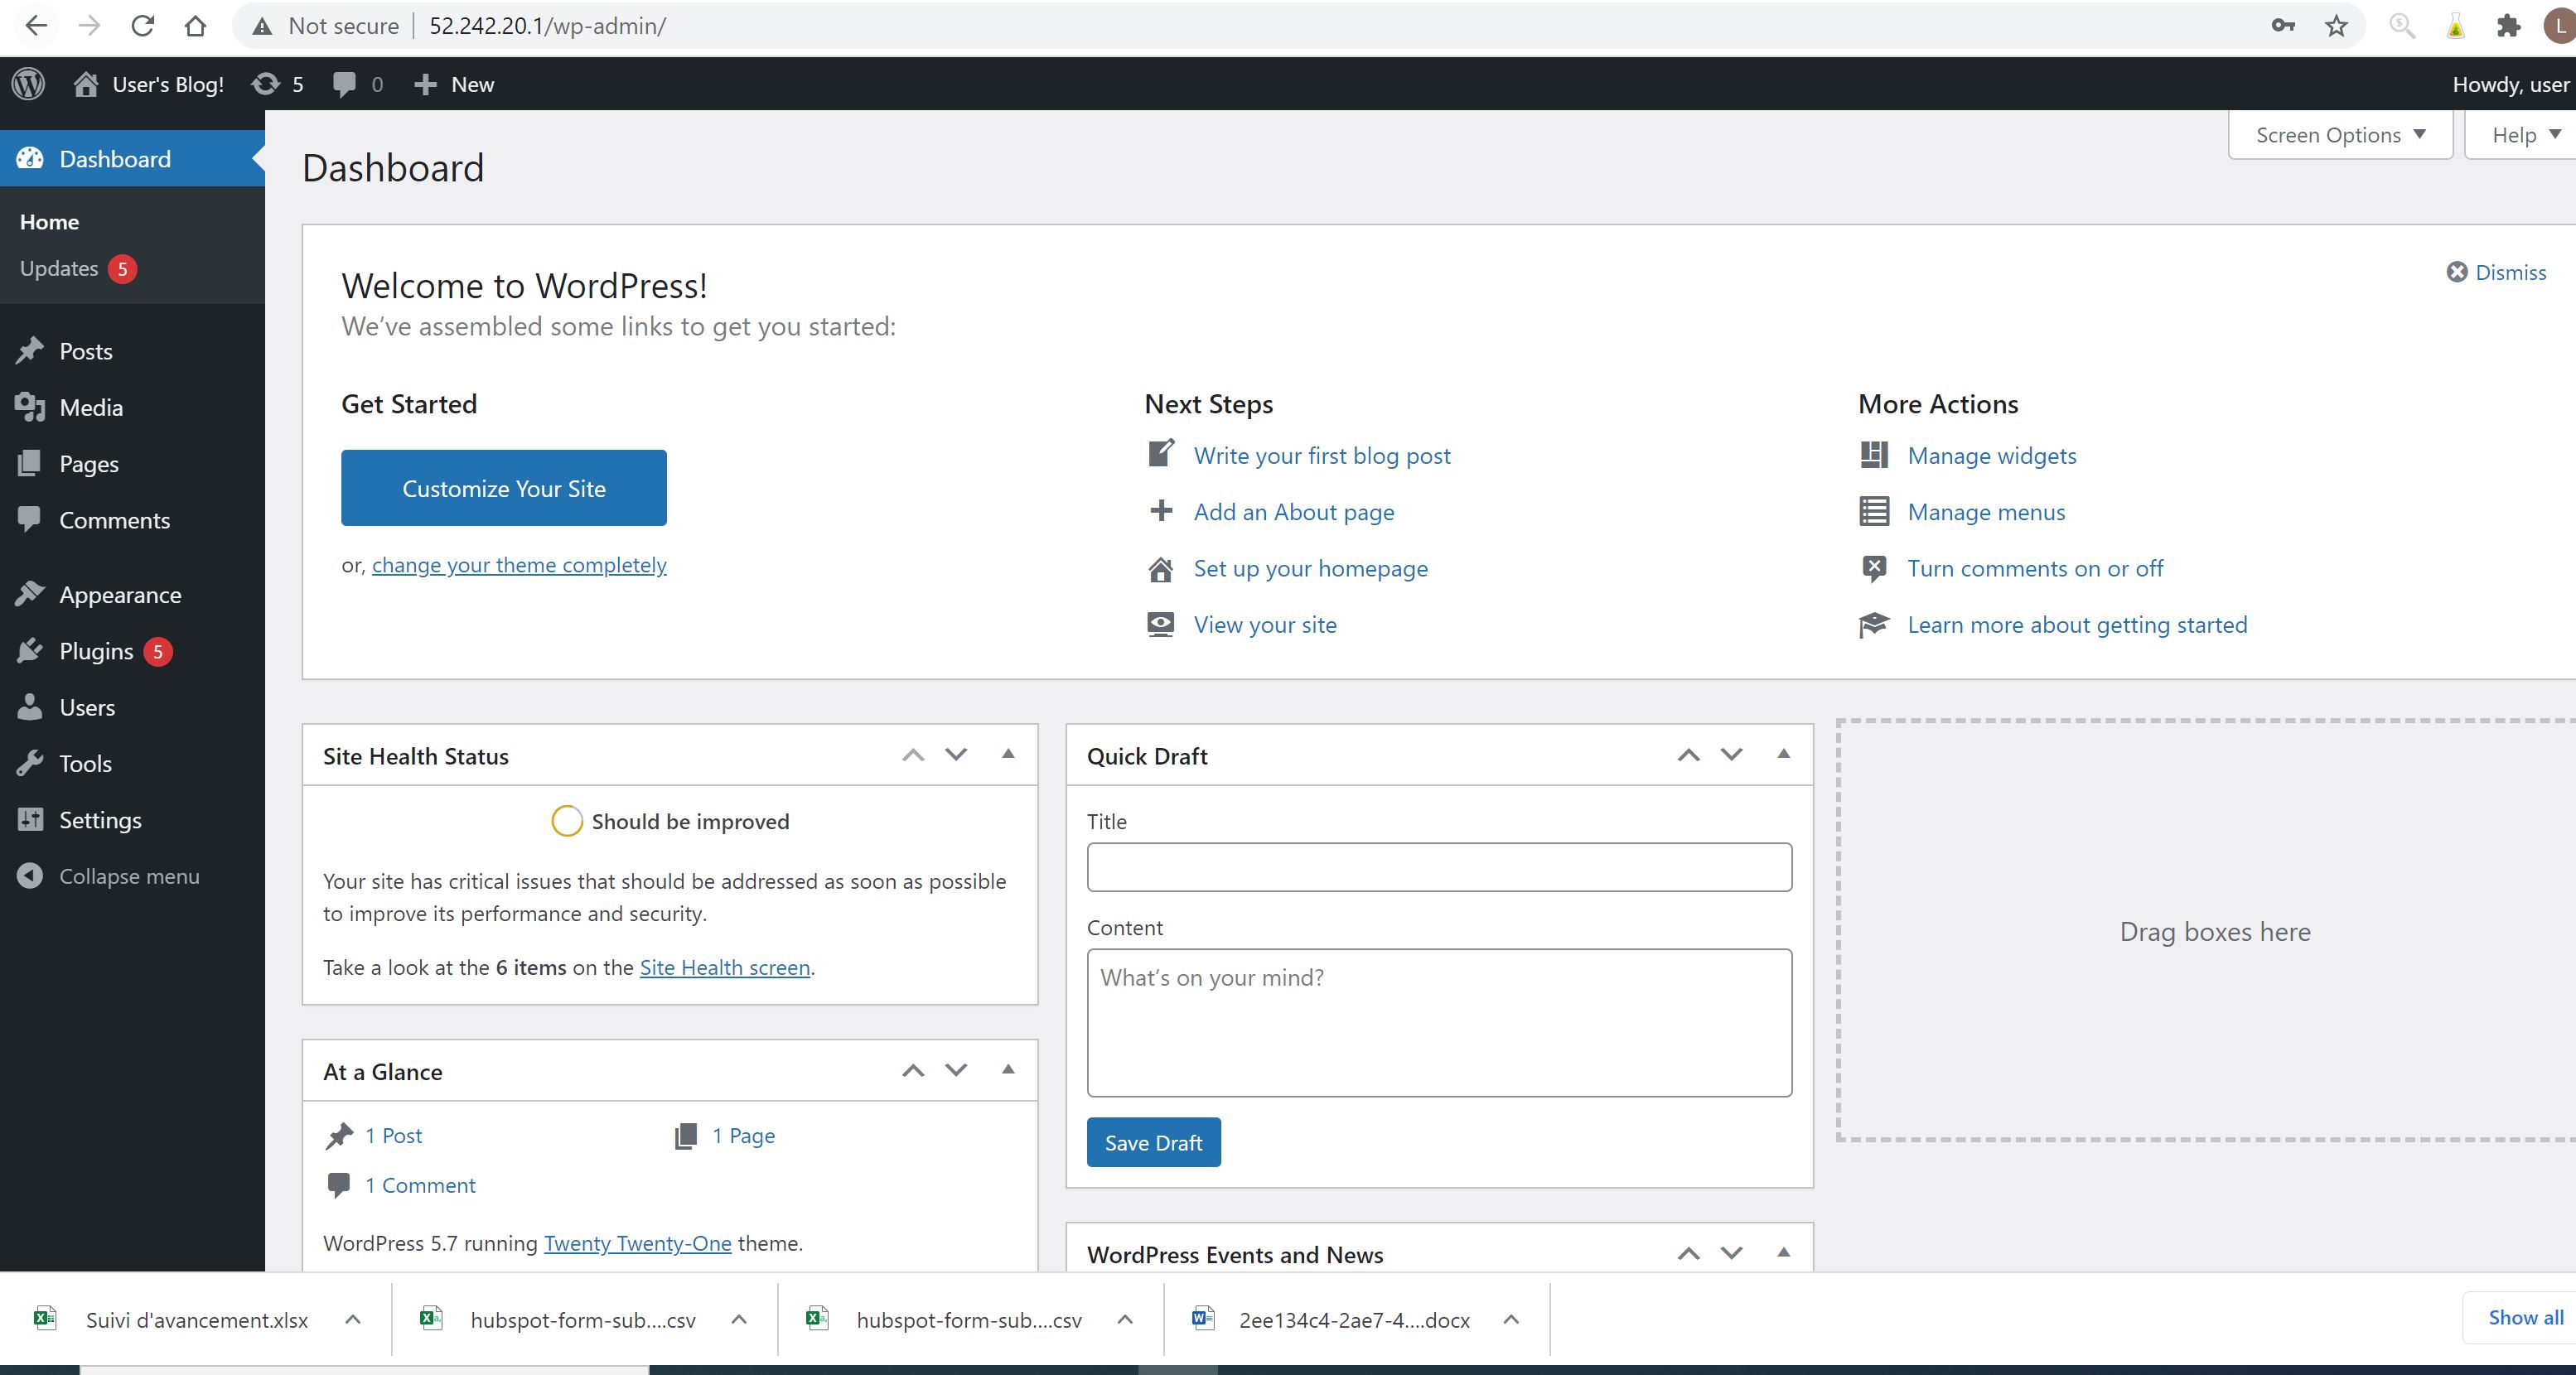 Not secure | 52.242.20.1/wp-admin/
L
User's Blog! 5 0 New
Howdy, user
Dashboard
Home
Updates 5
Posts
Media
Pages
Comments
Appearance
Plugins 5
Users
Tools
Settings
Collapse menu
Screen Options
Help
Dashboard
Welcome to WordPress!
Dismiss
We’ve assembled some links to get you started:
Get Started
Customize Your Site
or, change your theme completely
Next Steps
Write your first blog post
Add an About page
Set up your homepage
View your site
More Actions
Manage widgets
Manage menus
Turn comments on or off
Learn more about getting started
Site Health Status
Should be improved
Your site has critical issues that should be addressed as soon as possible
to improve its performance and security.
Take a look at the 6 items on the Site Health screen.
At a Glance
1 Post
1 Page
1 Comment
WordPress 5.7 running Twenty Twenty-One theme.
Quick Draft
Title
Content
What’s on your mind?
Save Draft
WordPress Events and News
Drag boxes here
Suivi d'avancement.xlsx
hubspot-form-sub....csv
hubspot-form-sub....csv
2ee134c4-2ae7-4....docx
Show all